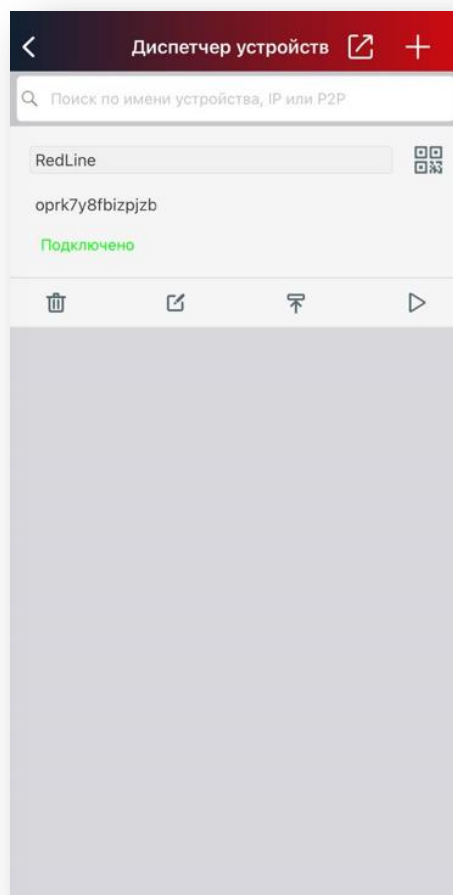 Диспетчер устройств
Поиск по имени устройства, IP или P2P
RedLine
oprk7y8fbizpjzb
Подключено